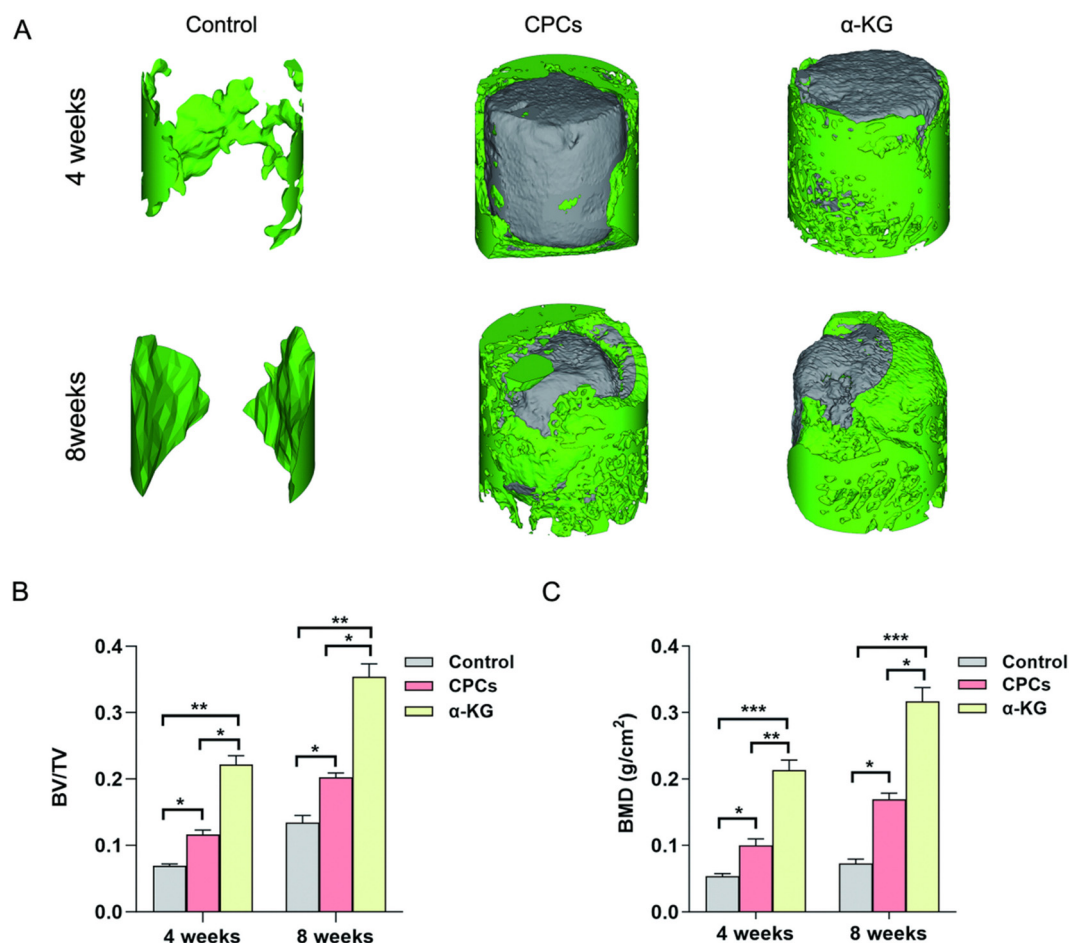 A
Control
CPCs
α-KG
4 weeks
8weeks
B
BV/TV
0.4
0.3
0.2
0.1
0.0
*
*
**
*
*
**
4 weeks
8 weeks
Control
CPCs
α-KG
C
BMD (g/cm²)
0.4
0.3
0.2
0.1
0.0
*
**
***
*
*
***
4 weeks
8 weeks
Control
CPCs
α-KG